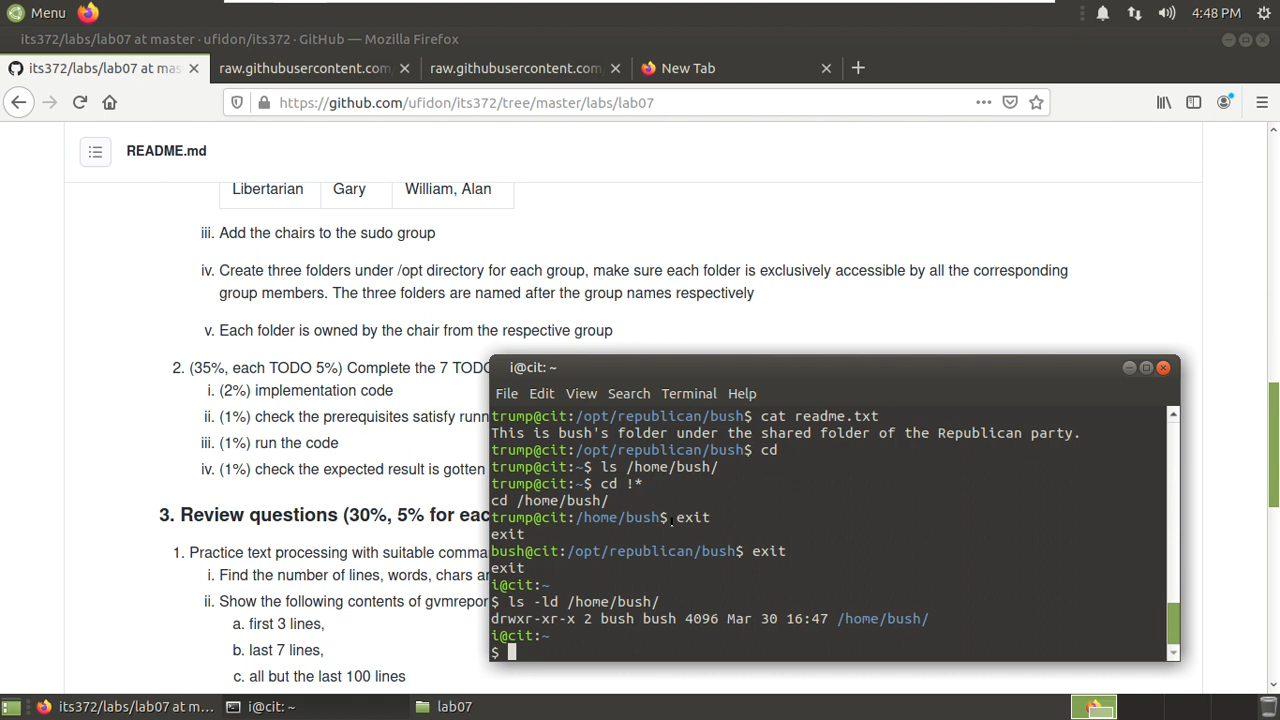 Menu
4:48 PM
its372/labs/lab07 at master · ufidon/its372 · GitHub — Mozilla Firefox
its372/labs/lab07 at mas
raw.githubusercontent.com/
raw.githubusercontent.com/
New Tab
https://github.com/ufidon/its372/tree/master/labs/lab07
README.md
Libertarian Gary William, Alan
iii. Add the chairs to the sudo group
iv. Create three folders under /opt directory for each group, make sure each folder is exclusively accessible by all the corresponding
group members. The three folders are named after the group names respectively
v. Each folder is owned by the chair from the respective group
2. (35%, each TODO 5%) Complete the 7 TODO
i. (2%) implementation code
ii. (1%) check the prerequisites satisfy runn
iii. (1%) run the code
iv. (1%) check the expected result is gotten
3. Review questions (30%, 5% for eac
1. Practice text processing with suitable comma
i. Find the number of lines, words, chars a
ii. Show the following contents of gvmrepor
a. first 3 lines,
b. last 7 lines,
c. all but the last 100 lines
i@cit: ~
File Edit View Search Terminal Help
trump@cit:/opt/republican/bush$ cat readme.txt
This is bush's folder under the shared folder of the Republican party.
trump@cit:/opt/republican/bush$ cd
trump@cit:~$ ls /home/bush/
trump@cit:~$ cd !*
cd /home/bush/
trump@cit:/home/bush$ exit
exit
bush@cit:/opt/republican/bush$ exit
exit
i@cit:~
$ ls -ld /home/bush/
drwxr-xr-x 2 bush bush 4096 Mar 30 16:47 /home/bush/
i@cit:~
$
its372/labs/lab07 at m...
i@cit: ~
lab07